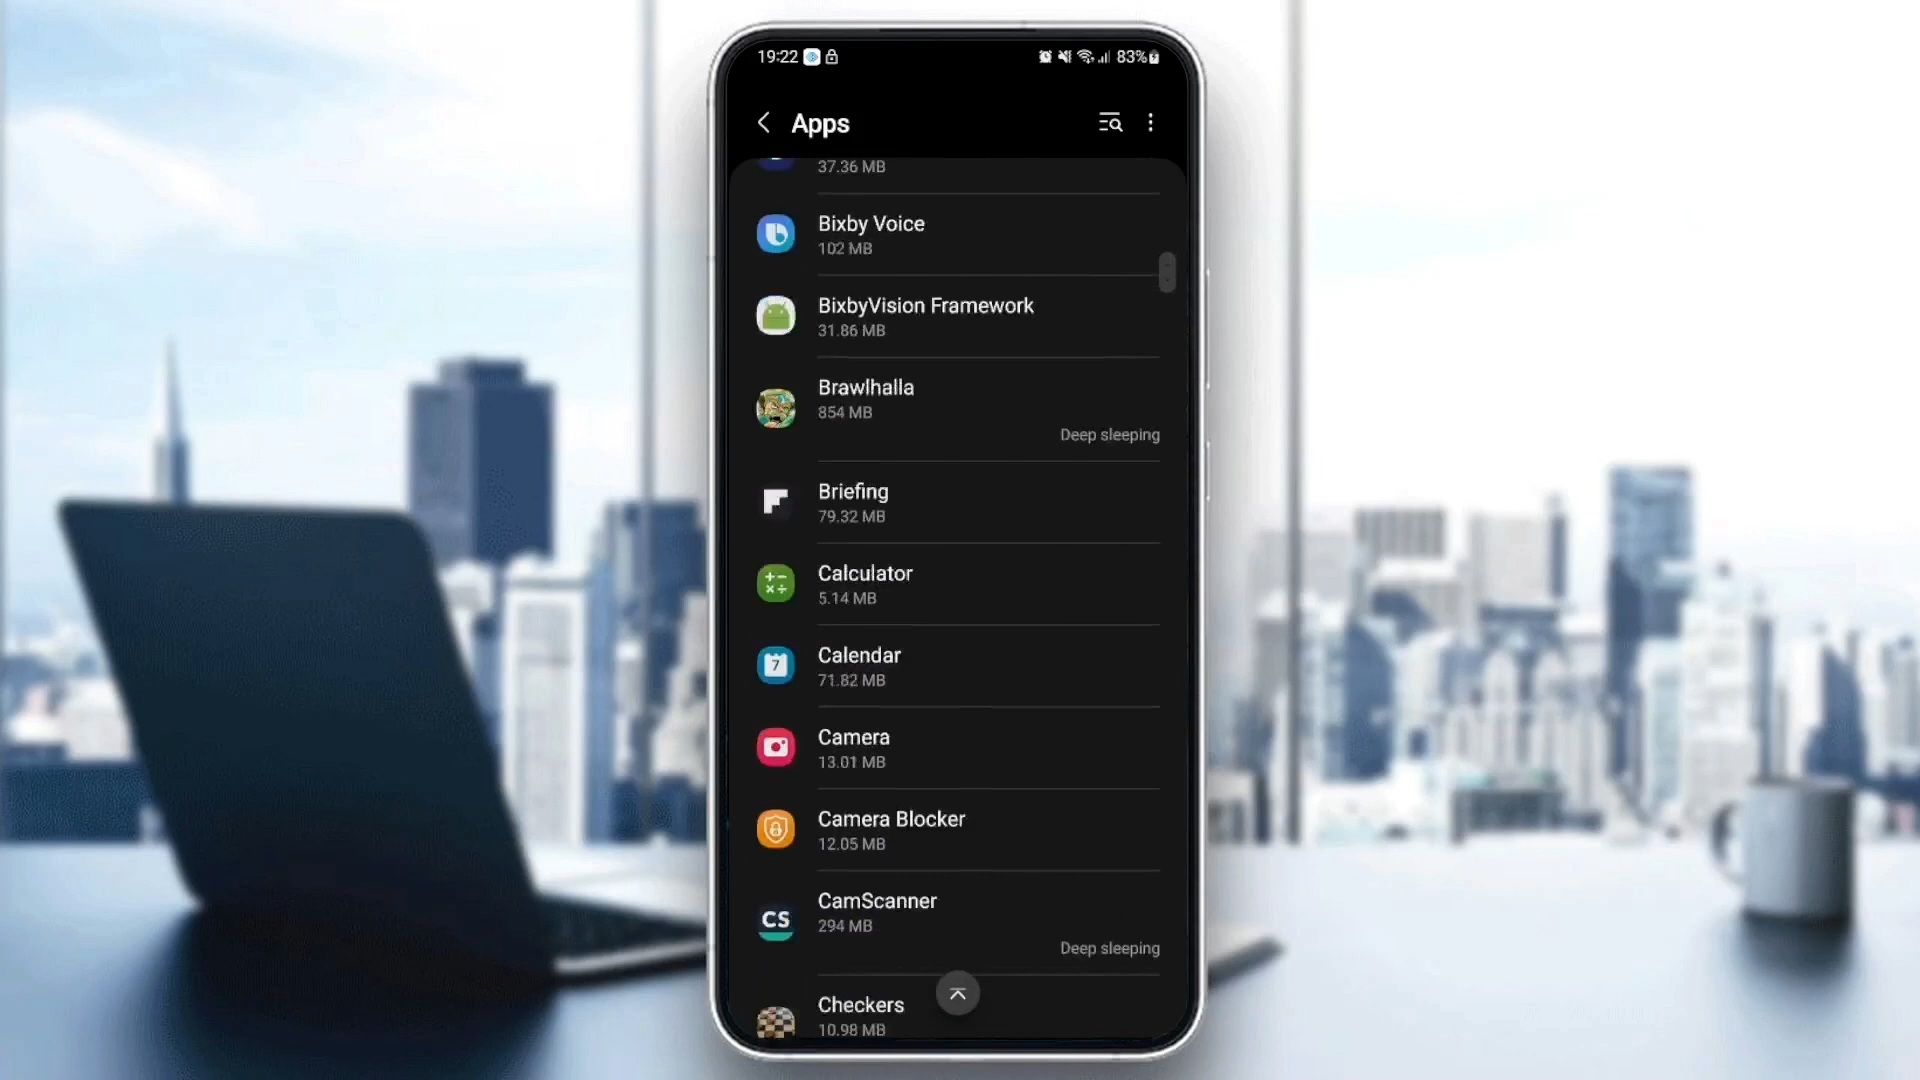 19:22
83%
Apps
37.36 MB
Bixby Voice
102 MB
BixbyVision Framework
31.86 MB
Brawlhalla
854 MB
Deep sleeping
Briefing
79.32 MB
Calculator
5.14 MB
7
Calendar
71.82 MB
Camera
13.01 MB
Camera Blocker
12.05 MB
CS
CamScanner
294 MB
Deep sleeping
Checkers
10.98 MB